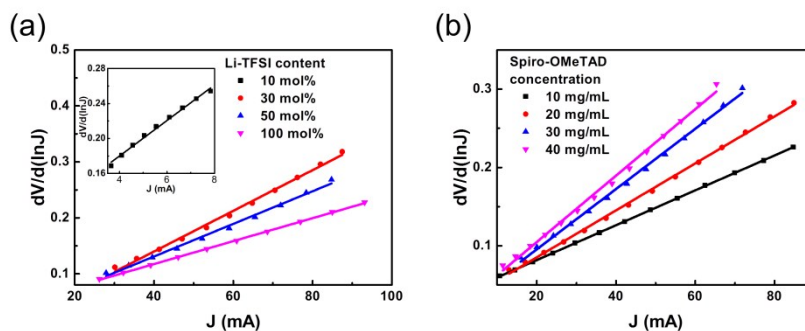 (a)
Li-TFSI content
10 mol%
30 mol%
50 mol%
100 mol%
dV/d(lnJ)
0.5
0.4
0.3
0.2
0.1
20
40
60
80
100
J (mA)
dV/d(lnJ)
0.28
0.24
0.20
0.16
4
6
8
J (mA)
(b)
Spiro-OMeTAD
concentration
10 mg/mL
20 mg/mL
30 mg/mL
40 mg/mL
dV/d(lnJ)
0.3
0.2
0.1
20
40
60
80
J (mA)